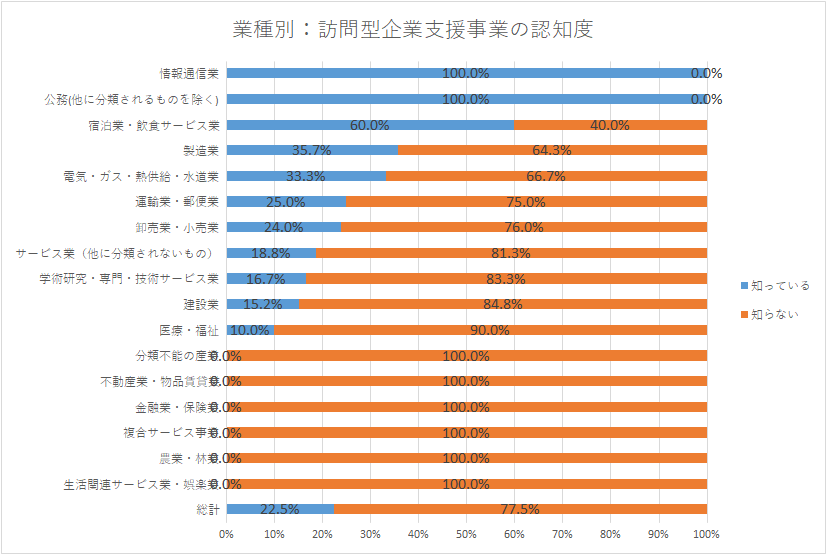 業種別：訪問型企業支援事業の認知度
情報通信業 100.0% 0.0%
公務(他に分類されるものを除く) 100.0% 0.0%
宿泊業・飲食サービス業 60.0% 40.0%
製造業 35.7% 64.3%
電気・ガス・熱供給・水道業 33.3% 66.7%
運輸業・郵便業 25.0% 75.0%
卸売業・小売業 24.0% 76.0%
サービス業（他に分類されないもの） 18.8% 81.3%
学術研究・専門・技術サービス業 16.7% 83.3%
建設業 15.2% 84.8%
医療・福祉 10.0% 90.0%
分類不能の産業 0.0% 100.0%
不動産業・物品賃貸業 0.0% 100.0%
金融業・保険業 0.0% 100.0%
複合サービス事業 0.0% 100.0%
農業・林業 0.0% 100.0%
生活関連サービス業・娯楽業 0.0% 100.0%
総計 22.5% 77.5%
0% 10% 20% 30% 40% 50% 60% 70% 80% 90% 100%
知っている
知らない